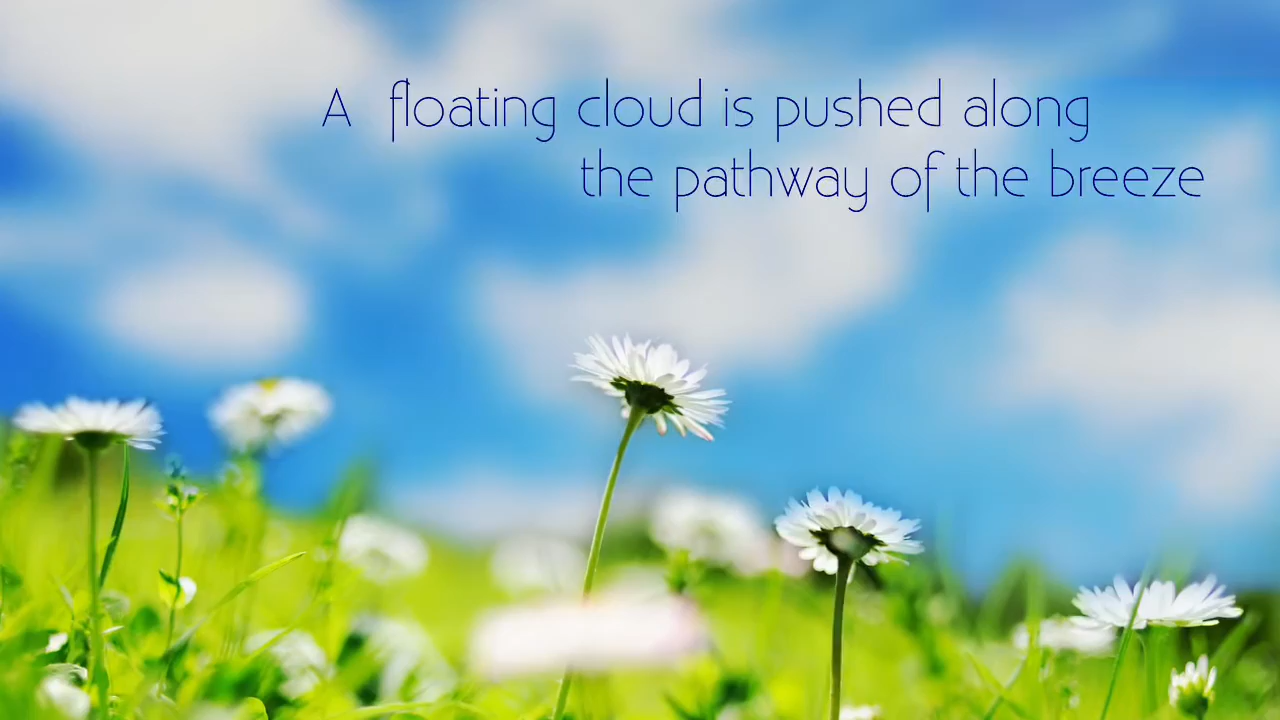 A floating cloud is pushed along
the pathway of the breeze